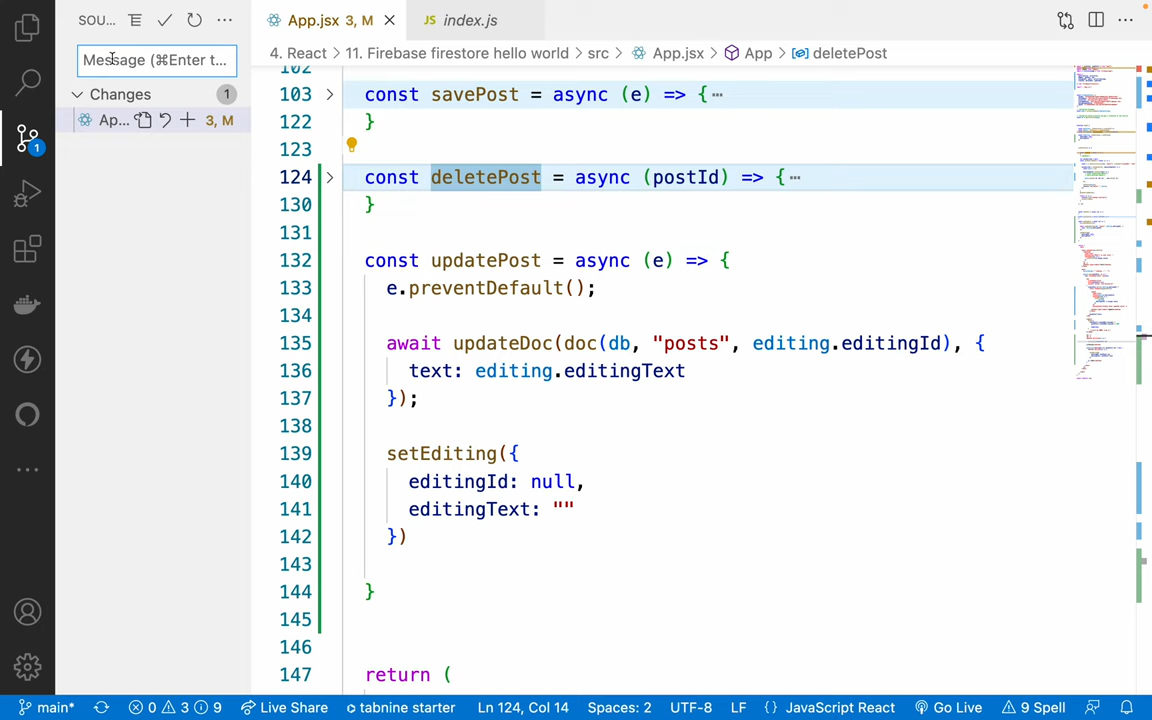 SOU...
App.jsx 3, M
JS index.js
Message (⌘Enter t...
4. React > 11. Firebase firestore hello world > src > App.jsx > App > deletePost
Changes 1
Ap... 3, M
1
102
103 const savePost = async (e) => {
122 }
123
124 const deletePost = async (postId) => {
130 }
131
132 const updatePost = async (e) => {
133 e.preventDefault();
134
135 await updateDoc(doc(db, "posts", editing.editingId), {
136 text: editing.editingText
137 });
138
139 setEditing({
140 editingId: null,
141 editingText: ""
142 })
143
144 }
145
146
147 return (
main* 0 3 9 Live Share tabnine starter Ln 124, Col 14 Spaces: 2 UTF-8 LF {} JavaScript React Go Live 9 Spell